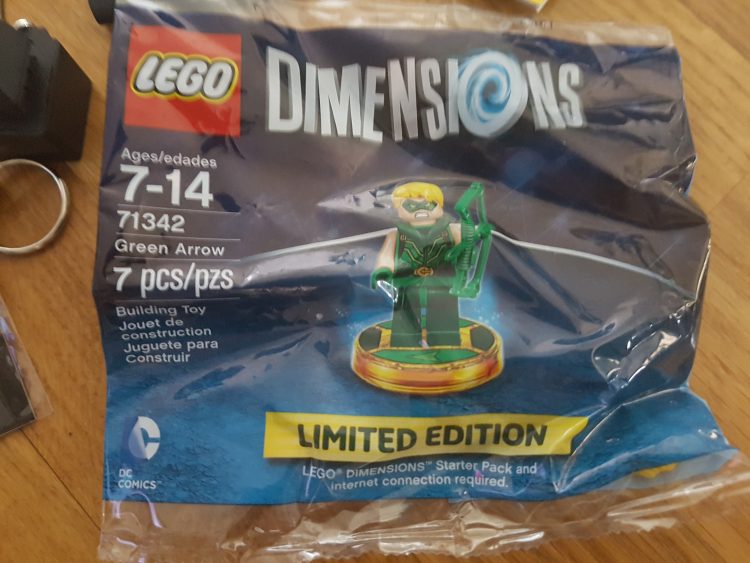 LEGO
DIMENSIONS
Ages/edades
7-14
71342
Green Arrow
7 pcs/pzs
Building Toy
Jouet de
construction
Juguete para
Construir
DC
COMICS™
LIMITED EDITION
LEGO® DIMENSIONS™ Starter Pack and
internet connection required.